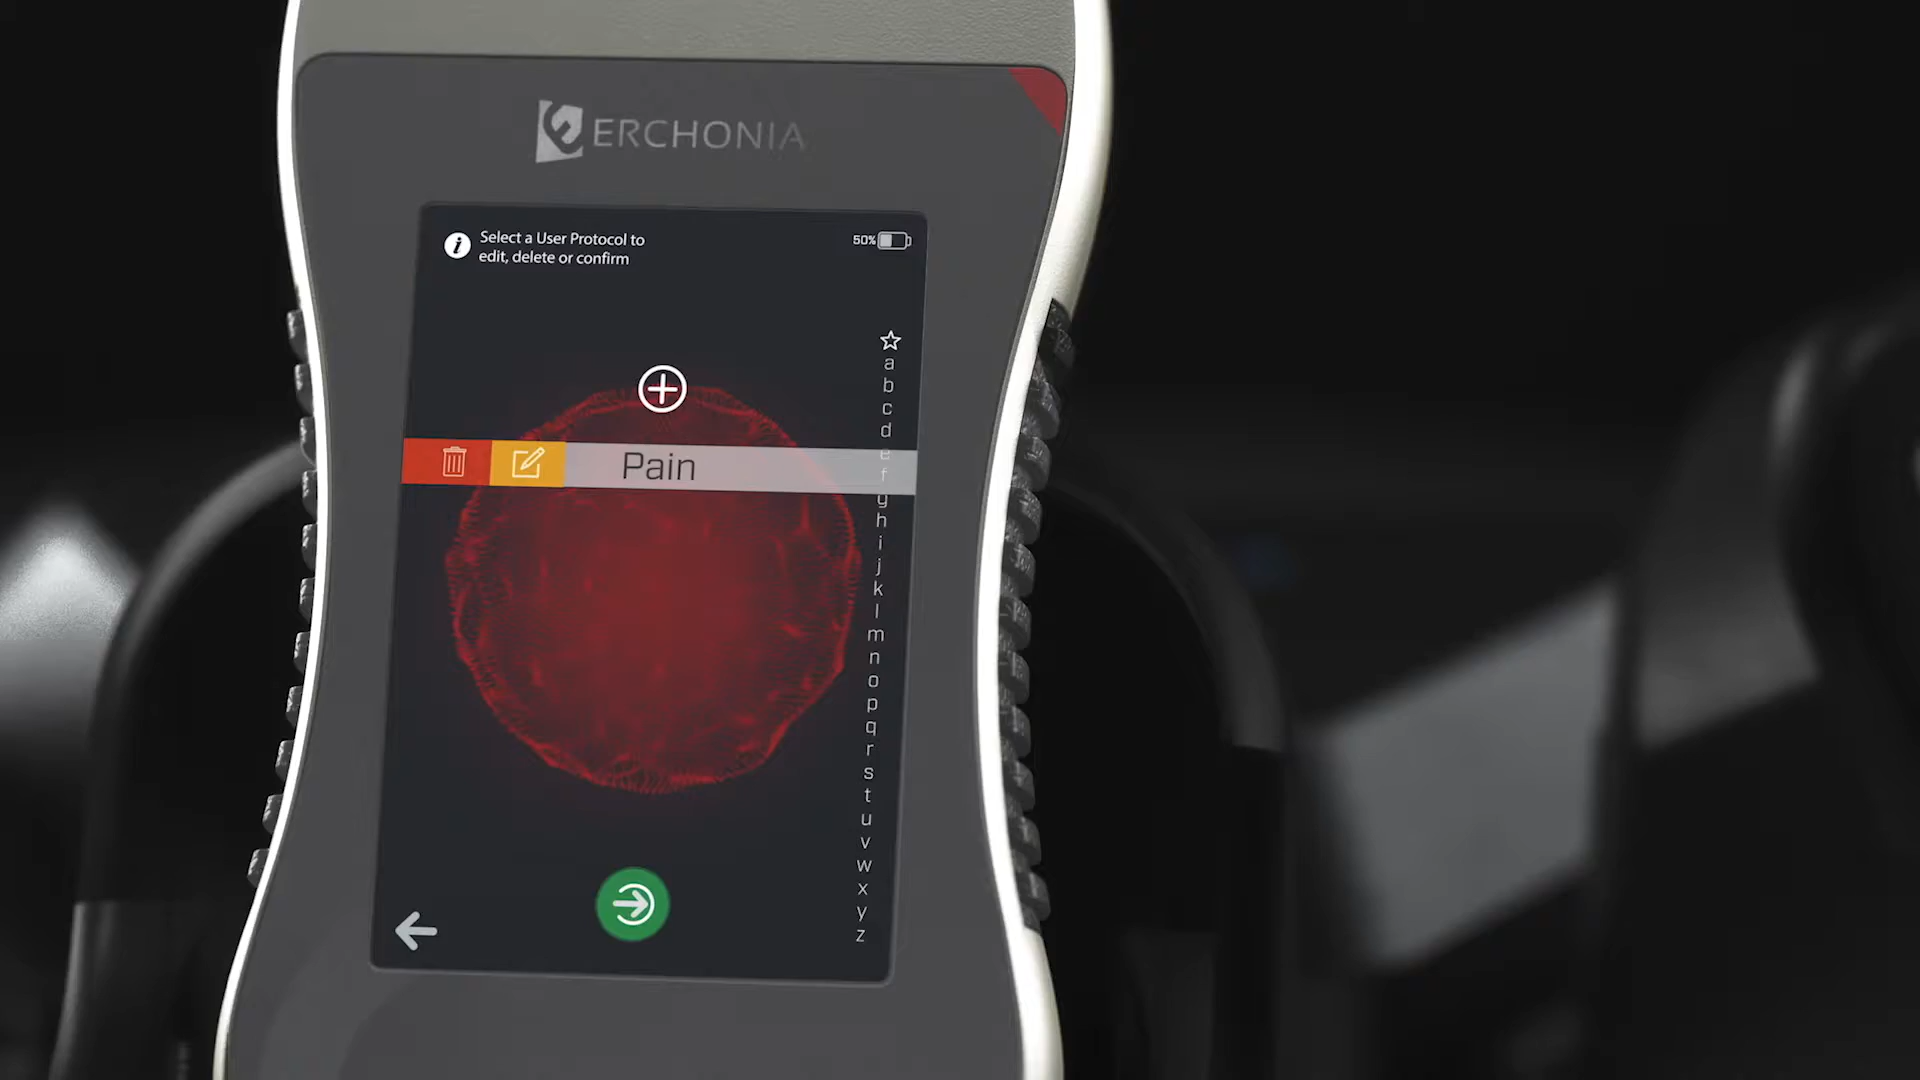 ERCHONIA
Select a User Protocol to
edit, delete or confirm
50%
Pain
a
b
c
d
e
f
g
h
i
j
k
l
m
n
o
p
q
r
s
t
u
v
w
x
y
z